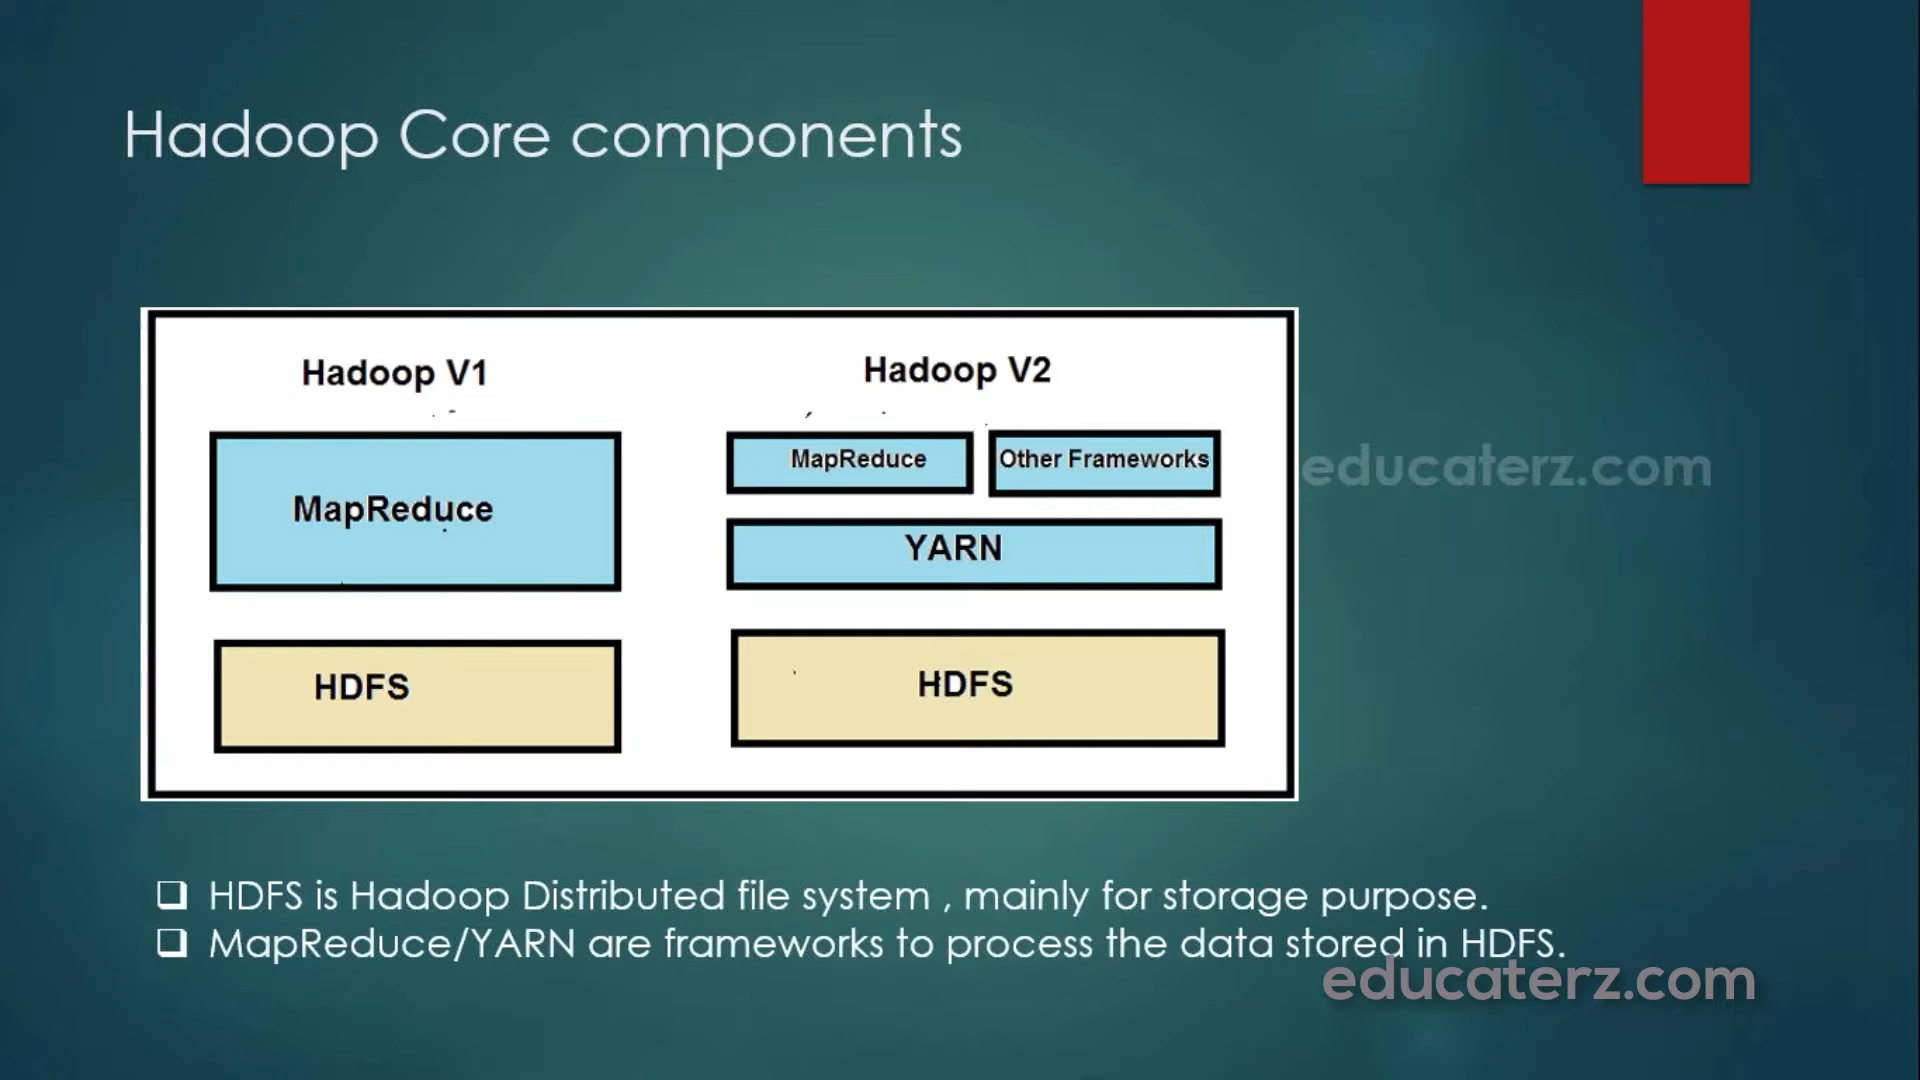 Hadoop Core components
Hadoop V1
Hadoop V2
MapReduce
MapReduce
Other Frameworks
YARN
HDFS
HDFS
educaterz.com
HDFS is Hadoop Distributed file system , mainly for storage purpose.
MapReduce/YARN are frameworks to process the data stored in HDFS.
educaterz.com